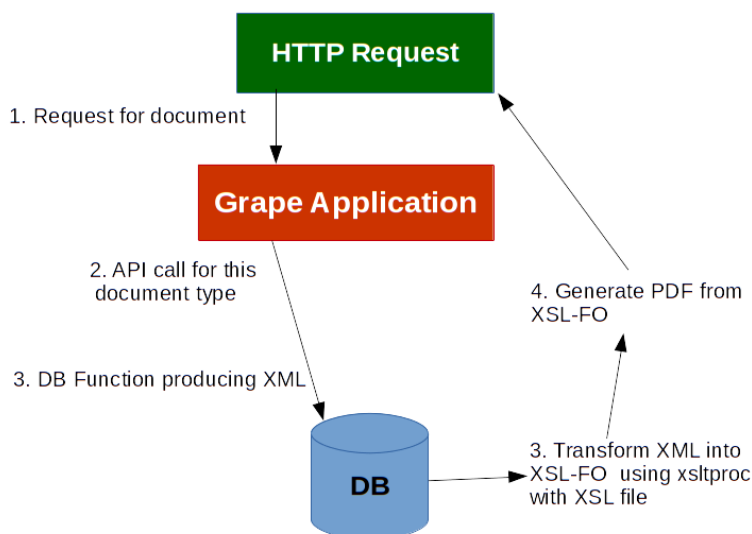 HTTP Request
1. Request for document
Grape Application
2. API call for this
document type
4. Generate PDF from
XSL-FO
3. DB Function producing XML
3. Transform XML into
XSL-FO using xsltproc
with XSL file
DB